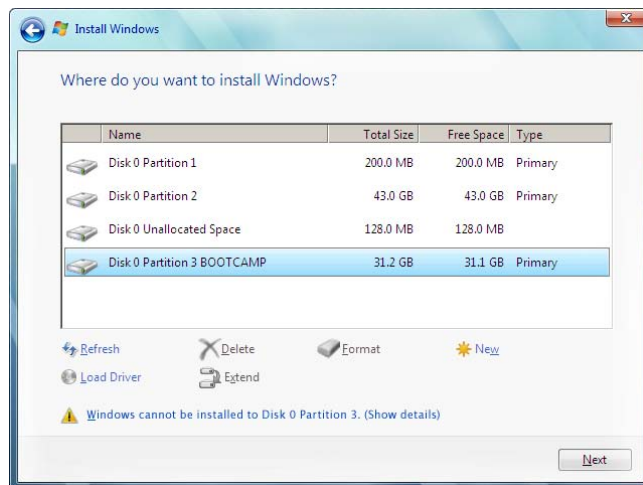 Install Windows
Where do you want to install Windows?
Name Total Size Free Space Type
Disk 0 Partition 1 200.0 MB 200.0 MB Primary
Disk 0 Partition 2 43.0 GB 43.0 GB Primary
Disk 0 Unallocated Space 128.0 MB 128.0 MB
Disk 0 Partition 3 BOOTCAMP 31.2 GB 31.1 GB Primary
Refresh Delete Format New
Load Driver Extend
Windows cannot be installed to Disk 0 Partition 3. (Show details)
Next